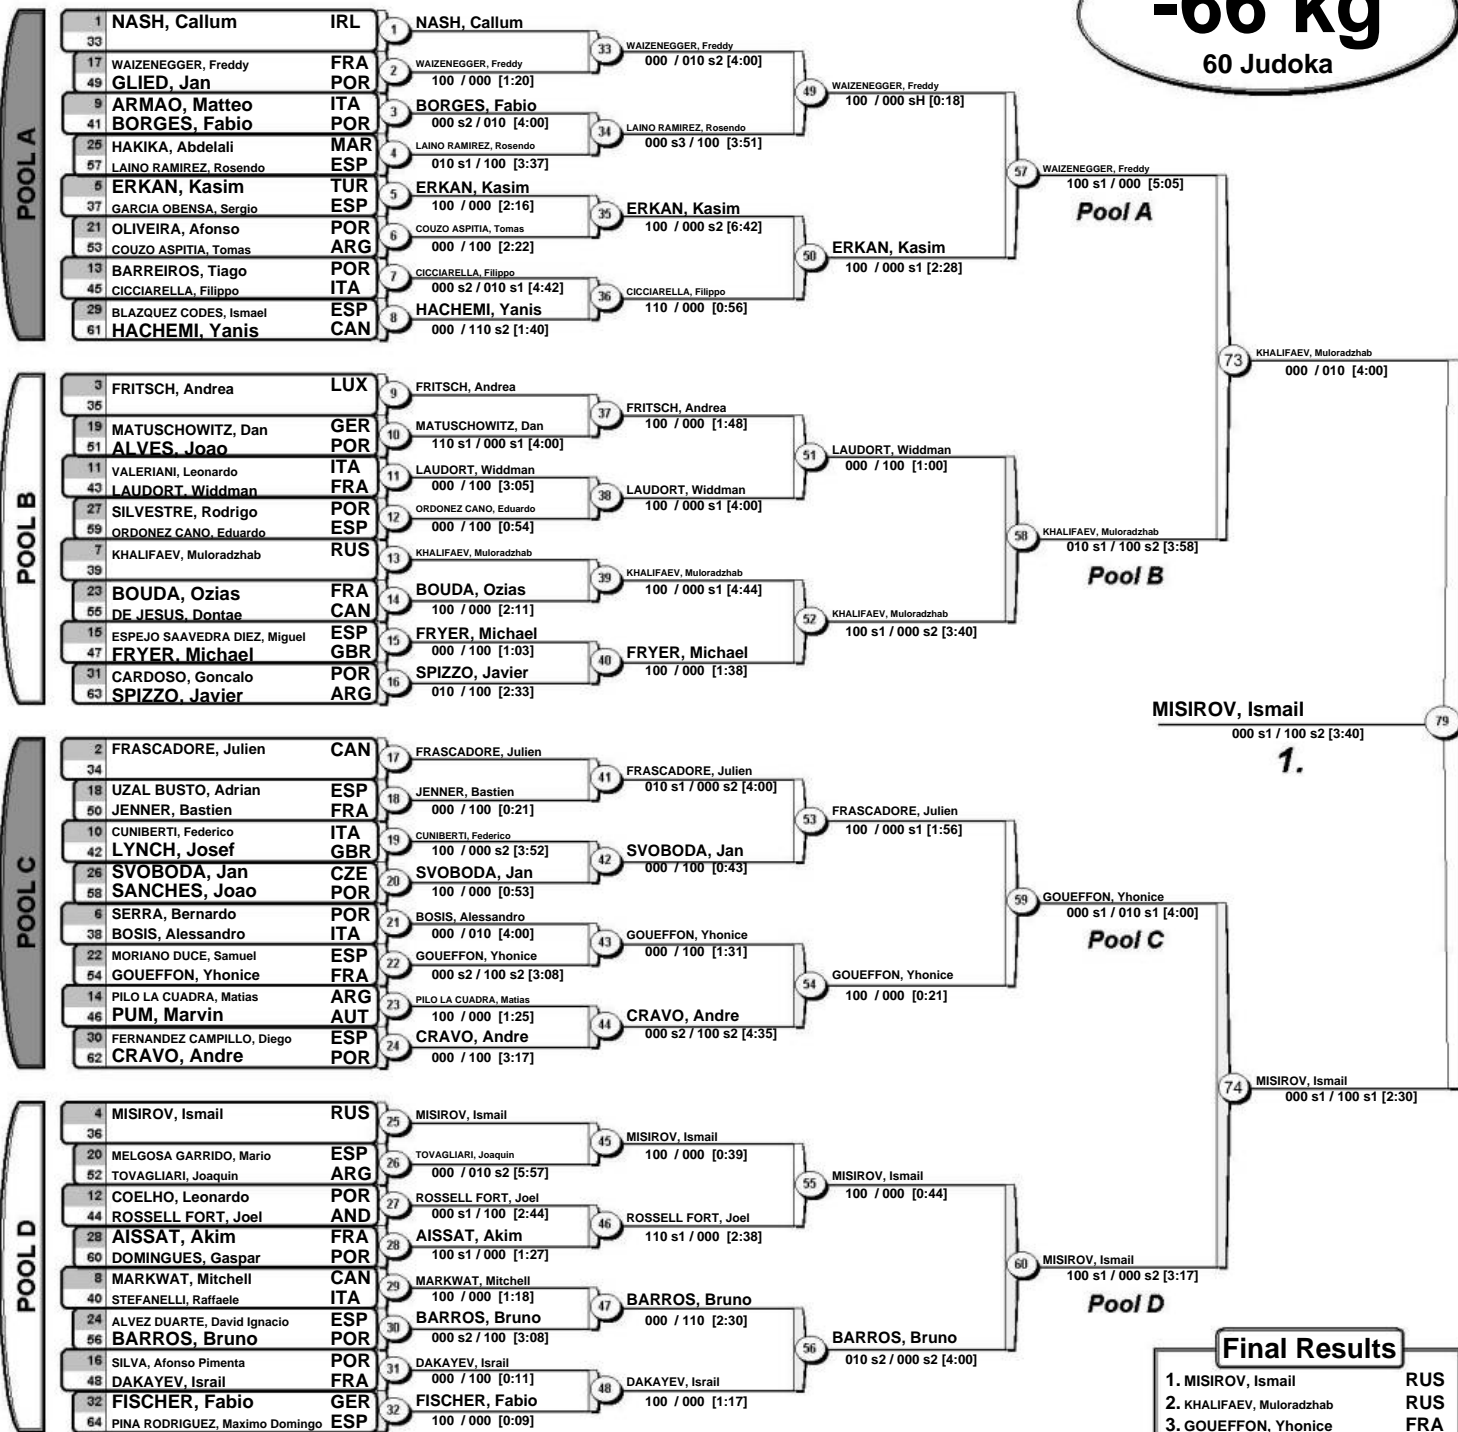 -66 kg
60 Judoka
POOL A
1 NASH, Callum IRL
33
17 WAIZENEGGER, Freddy FRA
49 GLIED, Jan POR
9 ARMAO, Matteo ITA
41 BORGES, Fabio POR
25 HAKIKA, Abdelali MAR
57 LAINO RAMIREZ, Rosendo ESP
5 ERKAN, Kasim TUR
37 GARCIA OBENSA, Sergio ESP
21 OLIVEIRA, Afonso POR
53 COUZO ASPITIA, Tomas ARG
13 BARREIROS, Tiago POR
45 CICCIARELLA, Filippo ITA
29 BLAZQUEZ CODES, Ismael ESP
61 HACHEMI, Yanis CAN
1 NASH, Callum
2 WAIZENEGGER, Freddy
100 / 000 [1:20]
3 BORGES, Fabio
000 s2 / 010 [4:00]
4 LAINO RAMIREZ, Rosendo
010 s1 / 100 [3:37]
5 ERKAN, Kasim
100 / 000 [2:16]
6 COUZO ASPITIA, Tomas
000 / 100 [2:22]
7 CICCIARELLA, Filippo
000 s2 / 010 s1 [4:42]
8 HACHEMI, Yanis
000 / 110 s2 [1:40]
33 WAIZENEGGER, Freddy
000 / 010 s2 [4:00]
34 LAINO RAMIREZ, Rosendo
000 s3 / 100 [3:51]
35 ERKAN, Kasim
100 / 000 s2 [6:42]
36 CICCIARELLA, Filippo
110 / 000 [0:56]
49 WAIZENEGGER, Freddy
100 / 000 sH [0:18]
50 ERKAN, Kasim
100 / 000 s1 [2:28]
57 WAIZENEGGER, Freddy
100 s1 / 000 [5:05]
Pool A
POOL B
3 FRITSCH, Andrea LUX
35
19 MATUSCHOWITZ, Dan GER
51 ALVES, Joao POR
11 VALERIANI, Leonardo ITA
43 LAUDORT, Widdman FRA
27 SILVESTRE, Rodrigo POR
59 ORDONEZ CANO, Eduardo ESP
7 KHALIFAEV, Muloradzhab RUS
39
23 BOUDA, Ozias FRA
55 DE JESUS, Dontae CAN
15 ESPEJO SAAVEDRA DIEZ, Miguel ESP
47 FRYER, Michael GBR
31 CARDOSO, Goncalo POR
63 SPIZZO, Javier ARG
9 FRITSCH, Andrea
10 MATUSCHOWITZ, Dan
110 s1 / 000 s1 [4:00]
11 LAUDORT, Widdman
000 / 100 [3:05]
12 ORDONEZ CANO, Eduardo
000 / 100 [0:54]
13 KHALIFAEV, Muloradzhab
14 BOUDA, Ozias
100 / 000 [2:11]
15 FRYER, Michael
000 / 100 [1:03]
16 SPIZZO, Javier
010 / 100 [2:33]
37 FRITSCH, Andrea
100 / 000 [1:48]
38 LAUDORT, Widdman
100 / 000 s1 [4:00]
39 KHALIFAEV, Muloradzhab
100 / 000 s1 [4:44]
40 FRYER, Michael
100 / 000 [1:38]
51 LAUDORT, Widdman
000 / 100 [1:00]
52 KHALIFAEV, Muloradzhab
100 s1 / 000 s2 [3:40]
58 KHALIFAEV, Muloradzhab
010 s1 / 100 s2 [3:58]
Pool B
73 KHALIFAEV, Muloradzhab
000 / 010 [4:00]
MISIROV, Ismail 79
000 s1 / 100 s2 [3:40]
1.
POOL C
2 FRASCADORE, Julien CAN
34
18 UZAL BUSTO, Adrian ESP
50 JENNER, Bastien FRA
10 CUNIBERTI, Federico ITA
42 LYNCH, Josef GBR
26 SVOBODA, Jan CZE
58 SANCHES, Joao POR
6 SERRA, Bernardo POR
38 BOSIS, Alessandro ITA
22 MORIANO DUCE, Samuel ESP
54 GOUEFFON, Yhonice FRA
14 PILO LA CUADRA, Matias ARG
46 PUM, Marvin AUT
30 FERNANDEZ CAMPILLO, Diego ESP
62 CRAVO, Andre POR
17 FRASCADORE, Julien
18 JENNER, Bastien
000 / 100 [0:21]
19 CUNIBERTI, Federico
100 / 000 s2 [3:52]
20 SVOBODA, Jan
100 / 000 [0:53]
21 BOSIS, Alessandro
000 / 010 [4:00]
22 GOUEFFON, Yhonice
000 s2 / 100 s2 [3:08]
23 PILO LA CUADRA, Matias
100 / 000 [1:25]
24 CRAVO, Andre
000 / 100 [3:17]
41 FRASCADORE, Julien
010 s1 / 000 s2 [4:00]
42 SVOBODA, Jan
000 / 100 [0:43]
43 GOUEFFON, Yhonice
000 / 100 [1:31]
44 CRAVO, Andre
000 s2 / 100 s2 [4:35]
53 FRASCADORE, Julien
100 / 000 s1 [1:56]
54 GOUEFFON, Yhonice
100 / 000 [0:21]
59 GOUEFFON, Yhonice
000 s1 / 010 s1 [4:00]
Pool C
74 MISIROV, Ismail
000 s1 / 100 s1 [2:30]
POOL D
4 MISIROV, Ismail RUS
36
20 MELGOSA GARRIDO, Mario ESP
52 TOVAGLIARI, Joaquin ARG
12 COELHO, Leonardo POR
44 ROSSELL FORT, Joel AND
28 AISSAT, Akim FRA
60 DOMINGUES, Gaspar POR
8 MARKWAT, Mitchell CAN
40 STEFANELLI, Raffaele ITA
24 ALVEZ DUARTE, David Ignacio ESP
56 BARROS, Bruno POR
16 SILVA, Afonso Pimenta POR
48 DAKAYEV, Israil FRA
32 FISCHER, Fabio GER
64 PINA RODRIGUEZ, Maximo Domingo ESP
25 MISIROV, Ismail
26 TOVAGLIARI, Joaquin
000 / 010 s2 [5:57]
27 ROSSELL FORT, Joel
000 s1 / 100 [2:44]
28 AISSAT, Akim
100 s1 / 000 [1:27]
29 MARKWAT, Mitchell
100 / 000 [1:18]
30 BARROS, Bruno
000 s2 / 100 [3:08]
31 DAKAYEV, Israil
000 / 100 [0:11]
32 FISCHER, Fabio
100 / 000 [0:09]
45 MISIROV, Ismail
100 / 000 [0:39]
46 ROSSELL FORT, Joel
110 s1 / 000 [2:38]
47 BARROS, Bruno
000 / 110 [2:30]
48 DAKAYEV, Israil
100 / 000 [1:17]
55 MISIROV, Ismail
100 / 000 [0:44]
56 BARROS, Bruno
010 s2 / 000 s2 [4:00]
60 MISIROV, Ismail
100 s1 / 000 s2 [3:17]
Pool D
Final Results
1. MISIROV, Ismail RUS
2. KHALIFAEV, Muloradzhab RUS
3. GOUEFFON, Yhonice FRA